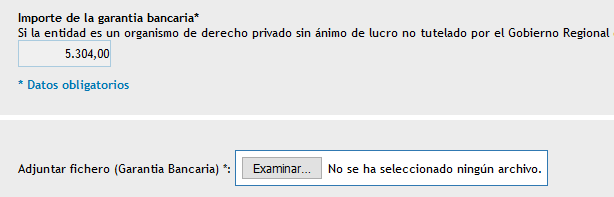 Importe de la garantia bancaria*
Si la entidad es un organismo de derecho privado sin ánimo de lucro no tutelado por el Gobierno Regional
5.304,00
* Datos obligatorios
Adjuntar fichero (Garantia Bancaria) *: Examinar... No se ha seleccionado ningún archivo.